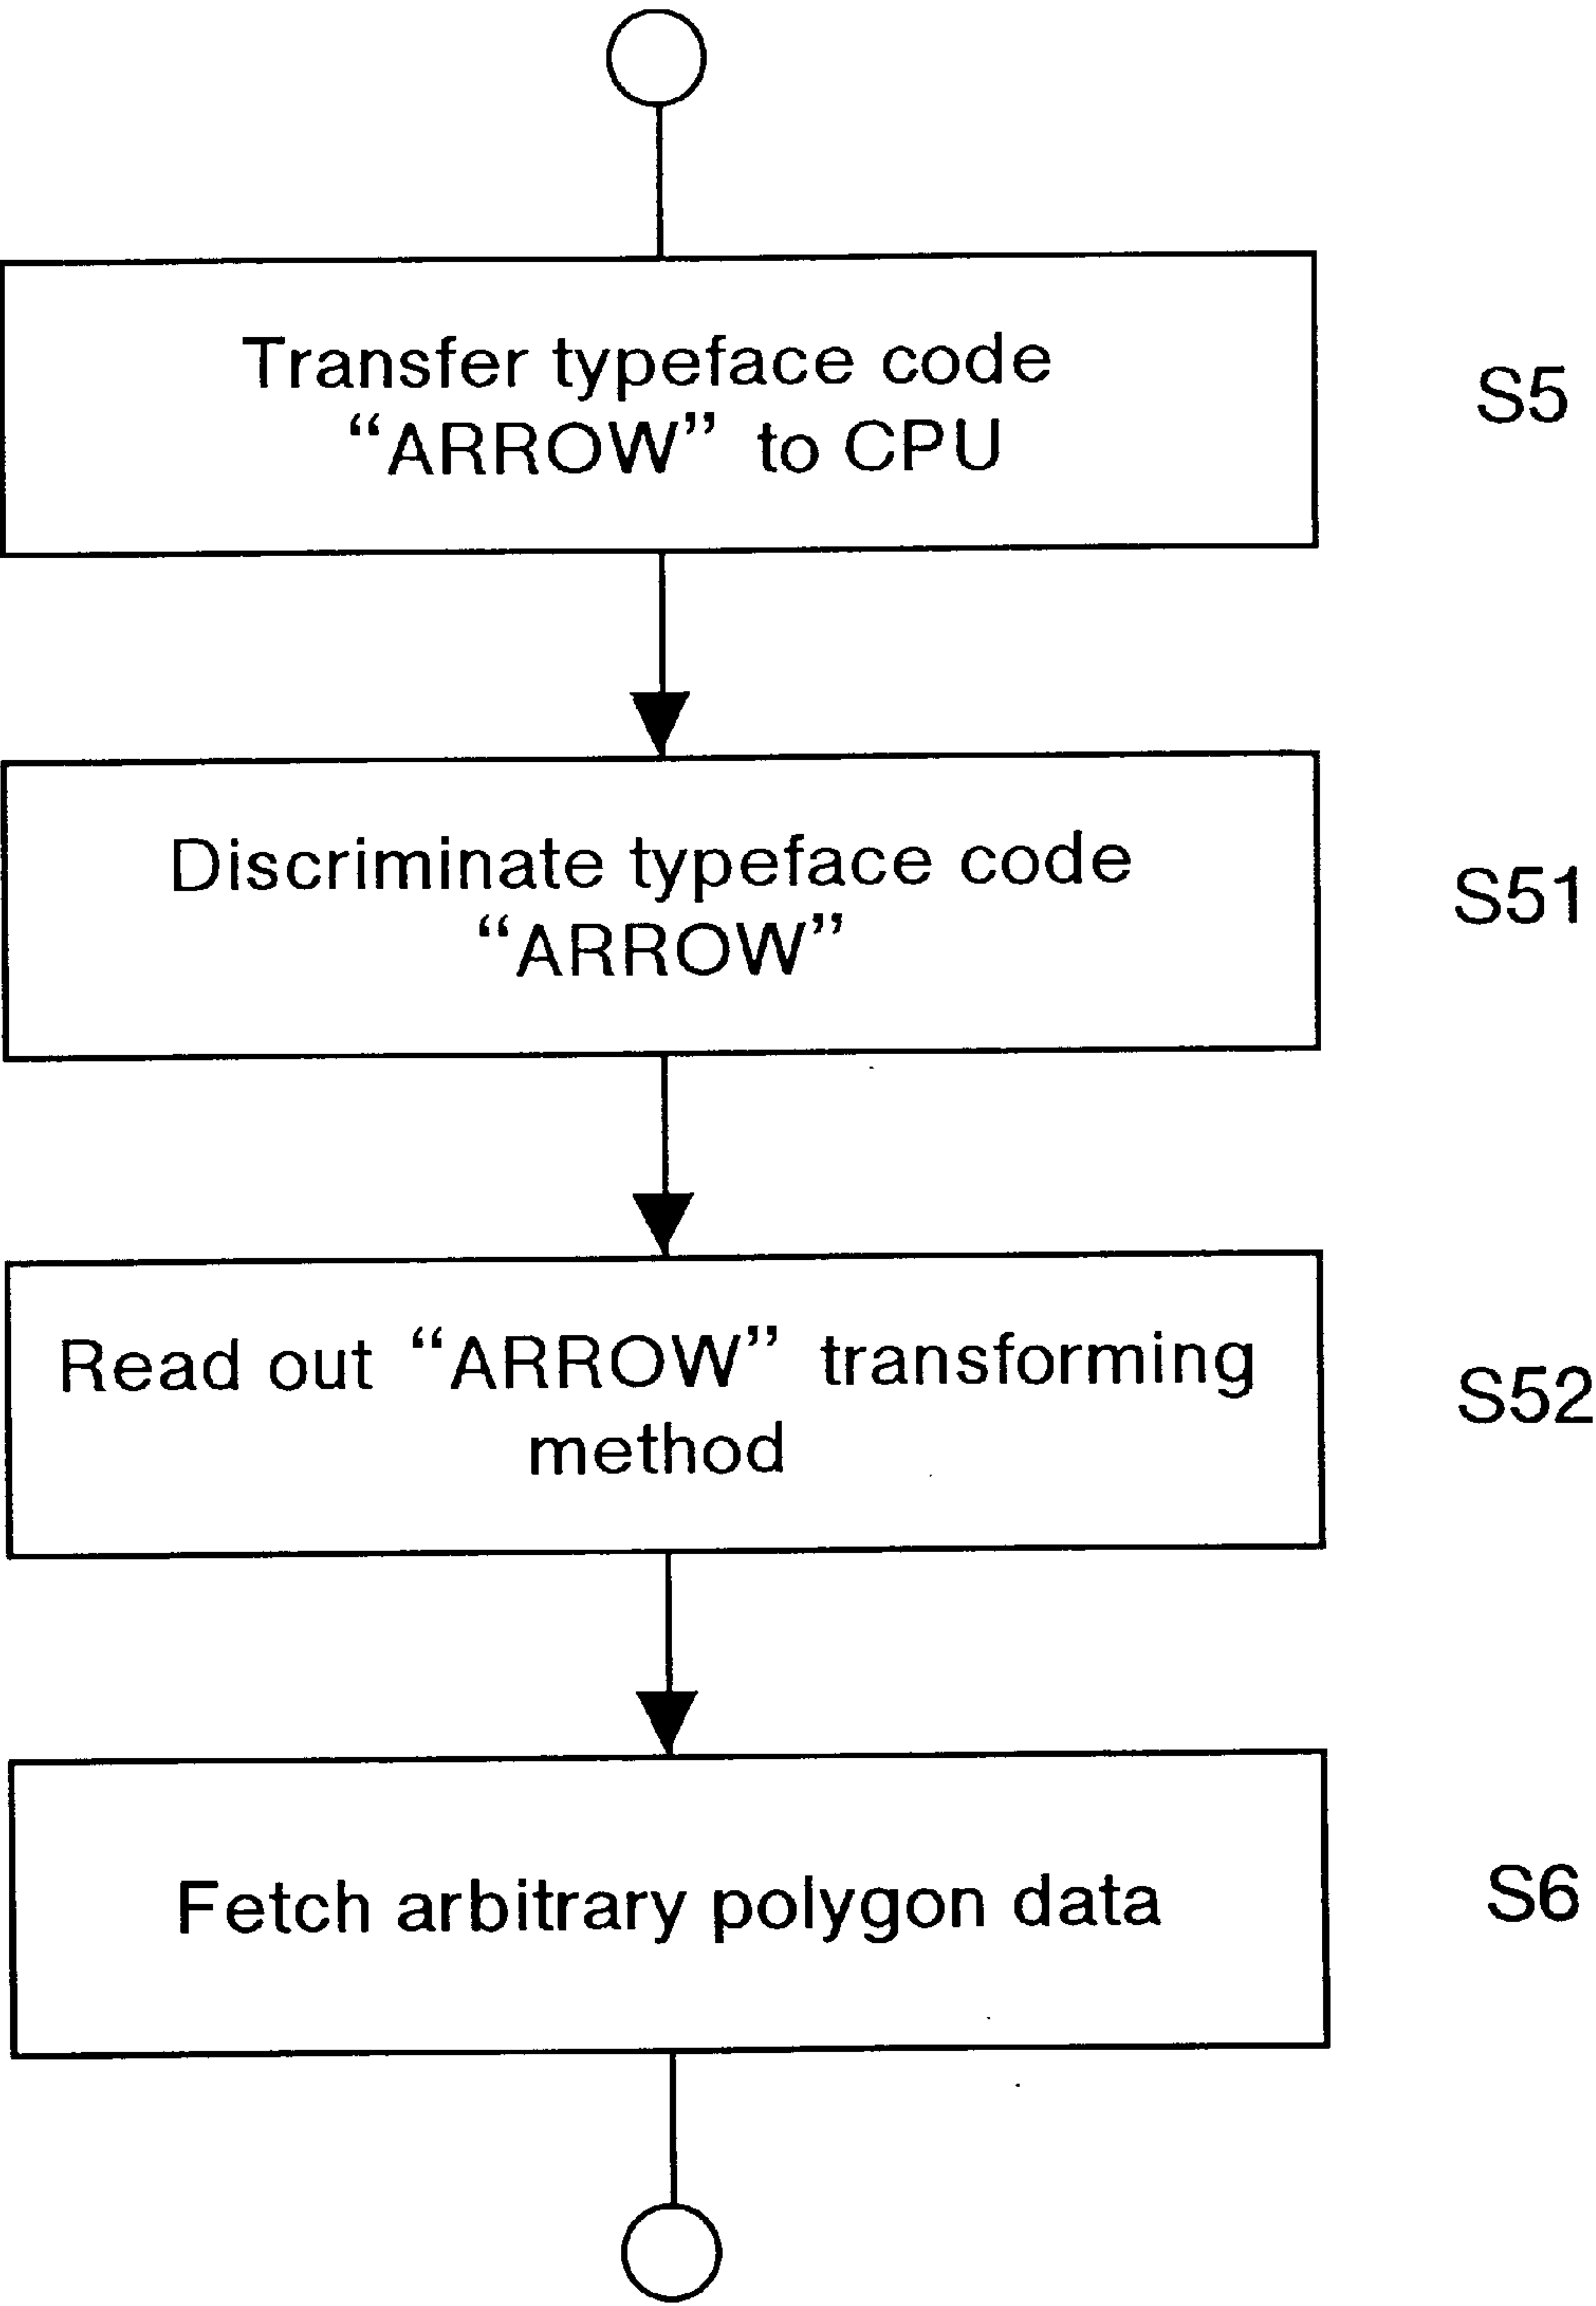 Transfer typeface code
“ARROW” to CPU
S5
Discriminate typeface code
“ARROW”
S51
Read out “ARROW” transforming
method
S52
Fetch arbitrary polygon data
S6